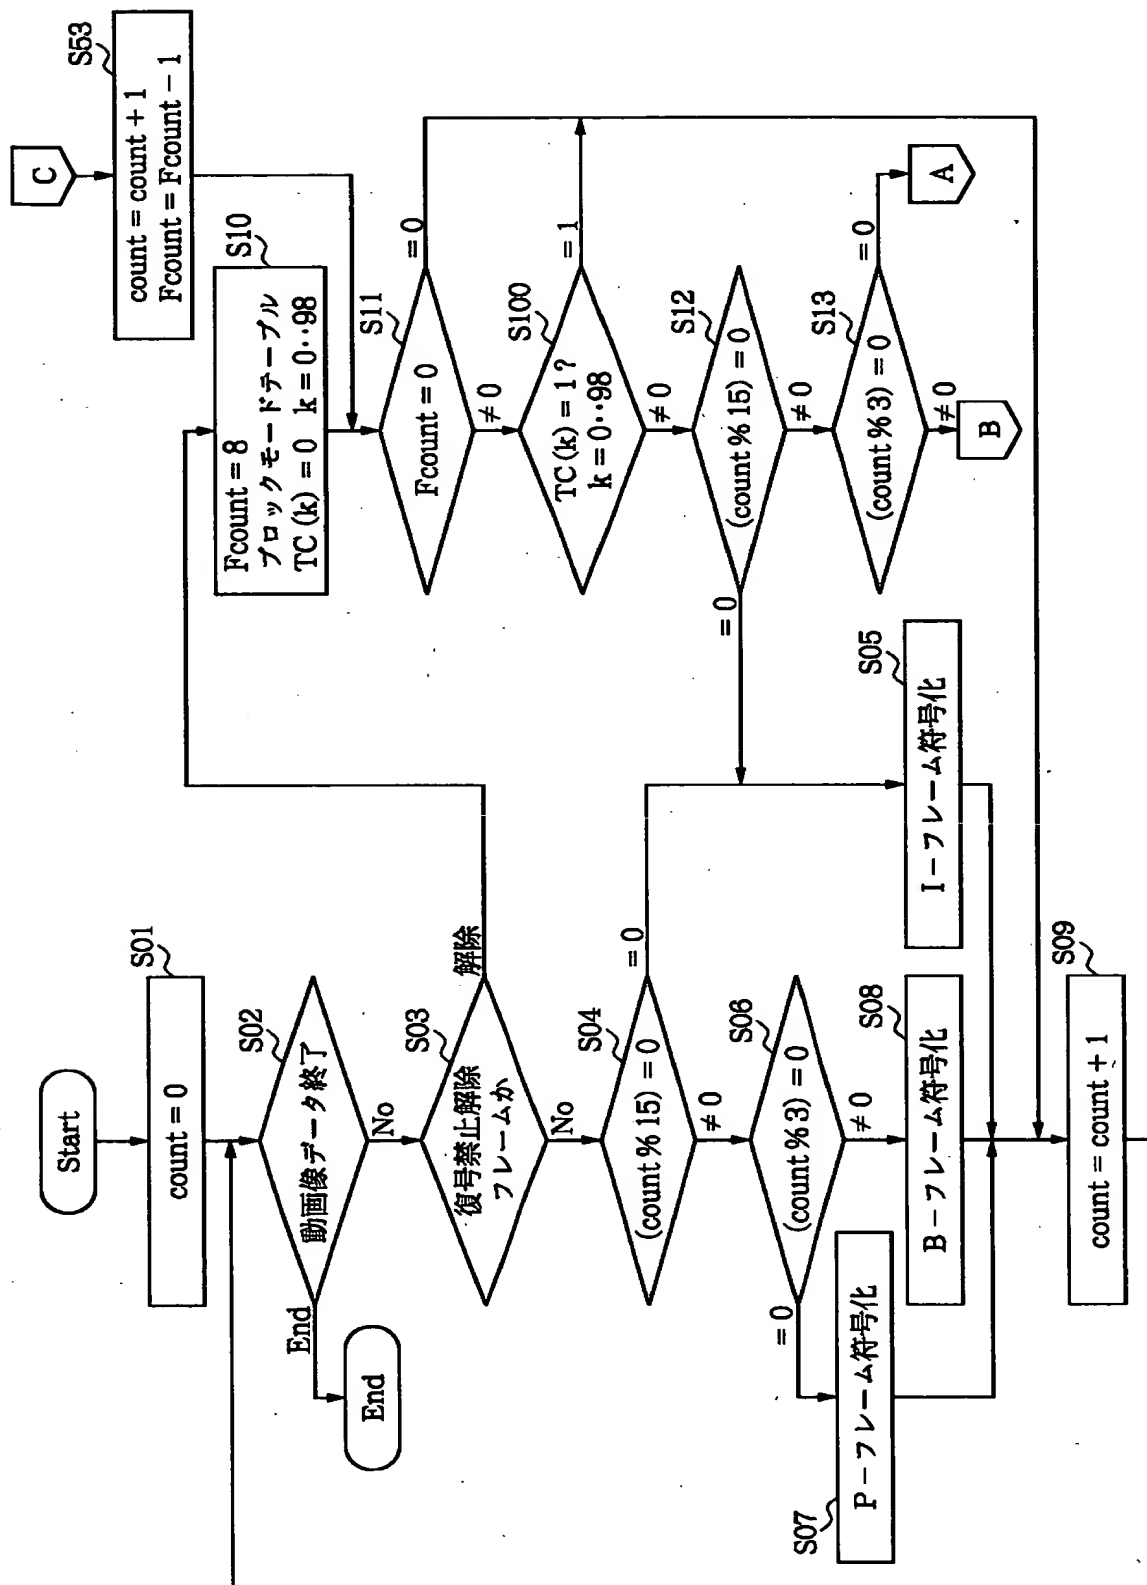 Start
S01
count = 0
S02
動画像データ終了
End
No
End
S03
復号禁止解除
フレームか
解除
No
S04
(count % 15) = 0
= 0
≠ 0
S06
(count % 3) = 0
= 0
≠ 0
S07
P－フレーム符号化
S08
B－フレーム符号化
S05
I－フレーム符号化
S09
count = count + 1
C
S53
count = count + 1
Fcount = Fcount － 1
S10
Fcount = 8
ブロックモードテーブル
TC (k) = 0 k = 0‥98
S11
Fcount = 0
= 0
≠ 0
S100
TC (k) = 1 ?
k = 0‥98
= 1
≠ 0
S12
(count % 15) = 0
= 0
≠ 0
S13
(count % 3) = 0
= 0
≠ 0
A
B